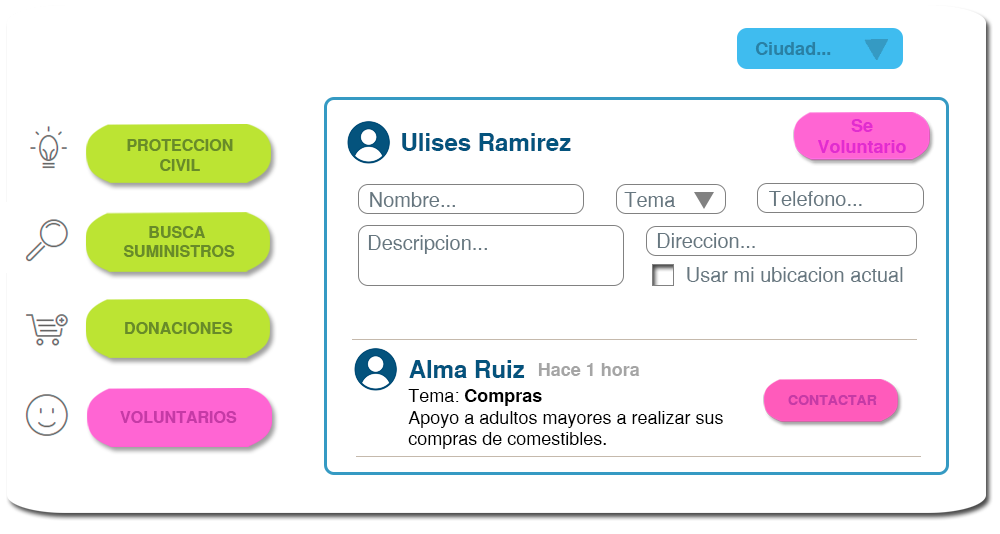 Ciudad...
PROTECCION
CIVIL
BUSCA
SUMINISTROS
DONACIONES
VOLUNTARIOS
Ulises Ramirez
Se
Voluntario
Nombre...
Tema
Telefono...
Descripcion...
Direccion...
Usar mi ubicacion actual
Alma Ruiz Hace 1 hora
Tema: Compras
Apoyo a adultos mayores a realizar sus
compras de comestibles.
CONTACTAR